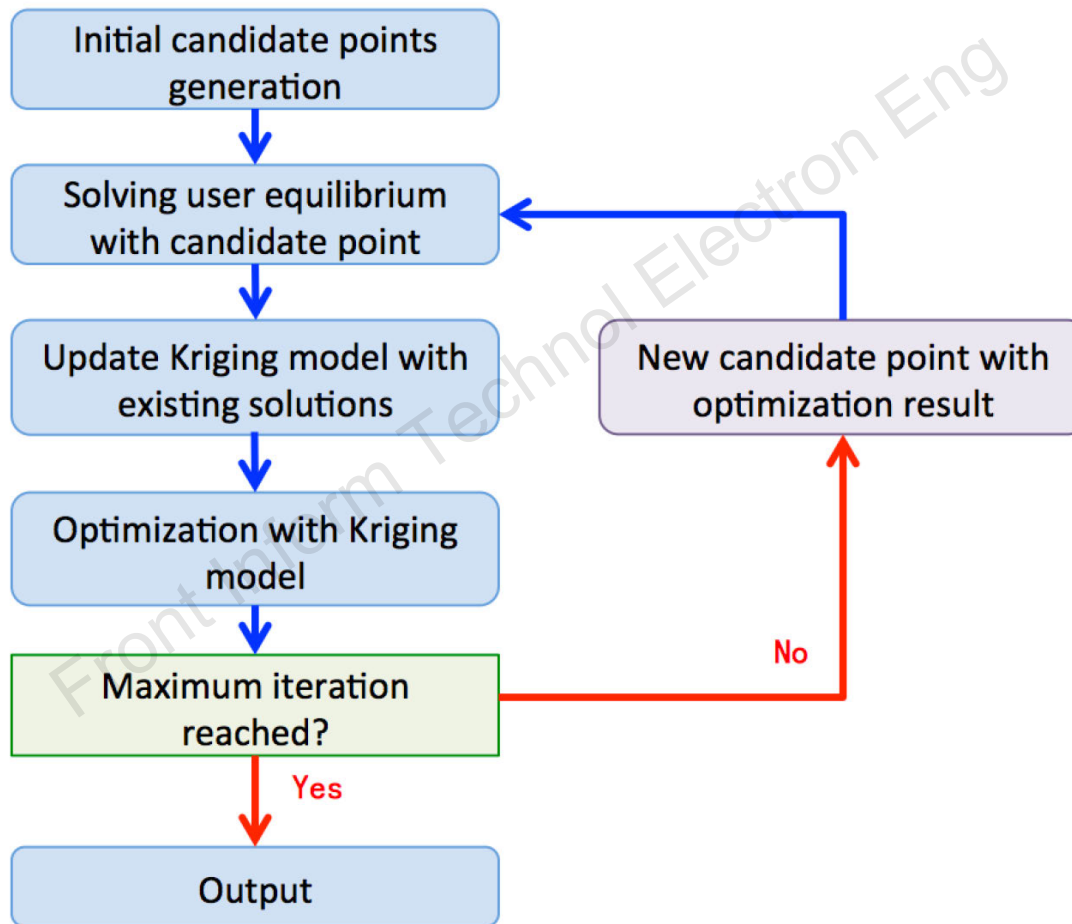 Initial candidate points
generation
Solving user equilibrium
with candidate point
Update Kriging model with
existing solutions
New candidate point with
optimization result
Optimization with Kriging
model
No
Maximum iteration
reached?
Yes
Output
Front Inform Technol Electron Eng